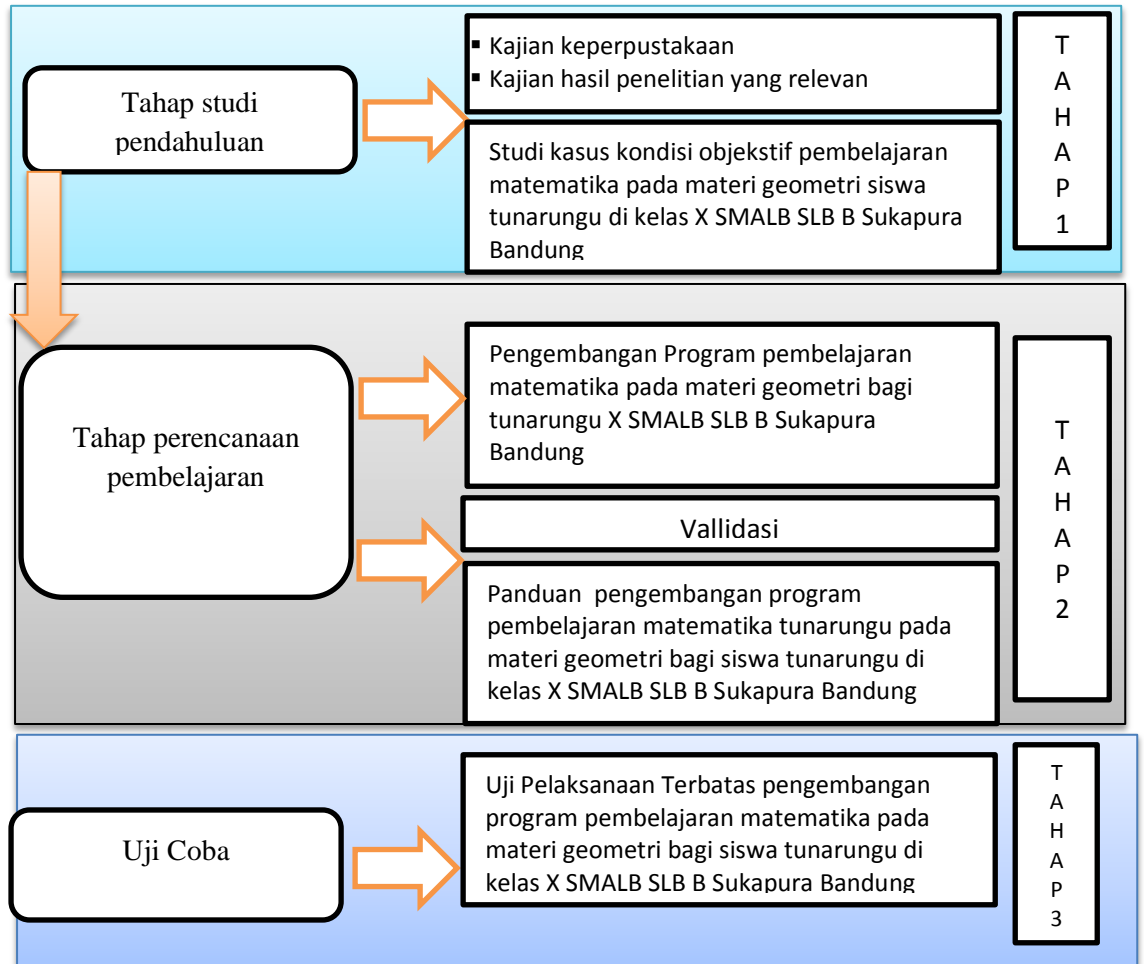 Tahap studi
pendahuluan
▪ Kajian keperpustakaan
▪ Kajian hasil penelitian yang relevan
Studi kasus kondisi objekstif pembelajaran
matematika pada materi geometri siswa
tunarungu di kelas X SMALB SLB B Sukapura
Bandung
T
A
H
A
P
1
Tahap perencanaan
pembelajaran
Pengembangan Program pembelajaran
matematika pada materi geometri bagi
tunarungu X SMALB SLB B Sukapura
Bandung
Vallidasi
Panduan pengembangan program
pembelajaran matematika tunarungu pada
materi geometri bagi siswa tunarungu di
kelas X SMALB SLB B Sukapura Bandung
T
A
H
A
P
2
Uji Coba
Uji Pelaksanaan Terbatas pengembangan
program pembelajaran matematika pada
materi geometri bagi siswa tunarungu di
kelas X SMALB SLB B Sukapura Bandung
T
A
H
A
P
3